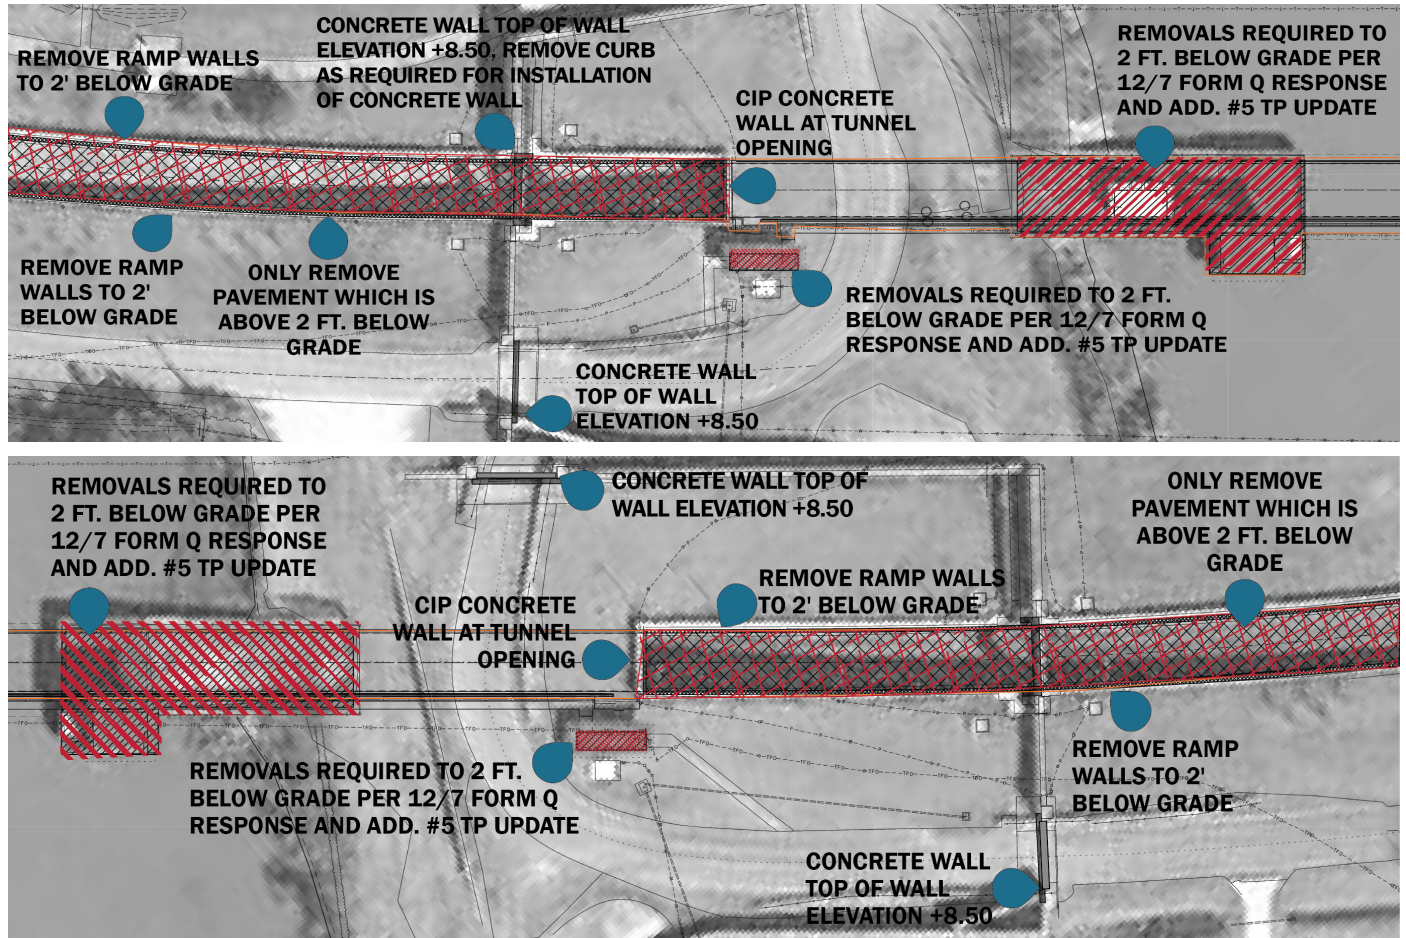 CONCRETE WALL TOP OF WALL
ELEVATION +8.50, REMOVE CURB
AS REQUIRED FOR INSTALLATION
OF CONCRETE WALL
REMOVE RAMP WALLS
TO 2' BELOW GRADE
CIP CONCRETE
WALL AT TUNNEL
OPENING
REMOVALS REQUIRED TO
2 FT. BELOW GRADE PER
12/7 FORM Q RESPONSE
AND ADD. #5 TP UPDATE
REMOVE RAMP
WALLS TO 2'
BELOW GRADE
ONLY REMOVE
PAVEMENT WHICH IS
ABOVE 2 FT. BELOW
GRADE
REMOVALS REQUIRED TO 2 FT.
BELOW GRADE PER 12/7 FORM Q
RESPONSE AND ADD. #5 TP UPDATE
CONCRETE WALL
TOP OF WALL
ELEVATION +8.50
REMOVALS REQUIRED TO
2 FT. BELOW GRADE PER
12/7 FORM Q RESPONSE
AND ADD. #5 TP UPDATE
CONCRETE WALL TOP OF
WALL ELEVATION +8.50
ONLY REMOVE
PAVEMENT WHICH IS
ABOVE 2 FT. BELOW
GRADE
CIP CONCRETE
WALL AT TUNNEL
OPENING
REMOVE RAMP WALLS
TO 2' BELOW GRADE
REMOVALS REQUIRED TO 2 FT.
BELOW GRADE PER 12/7 FORM Q
RESPONSE AND ADD. #5 TP UPDATE
REMOVE RAMP
WALLS TO 2'
BELOW GRADE
CONCRETE WALL
TOP OF WALL
ELEVATION +8.50